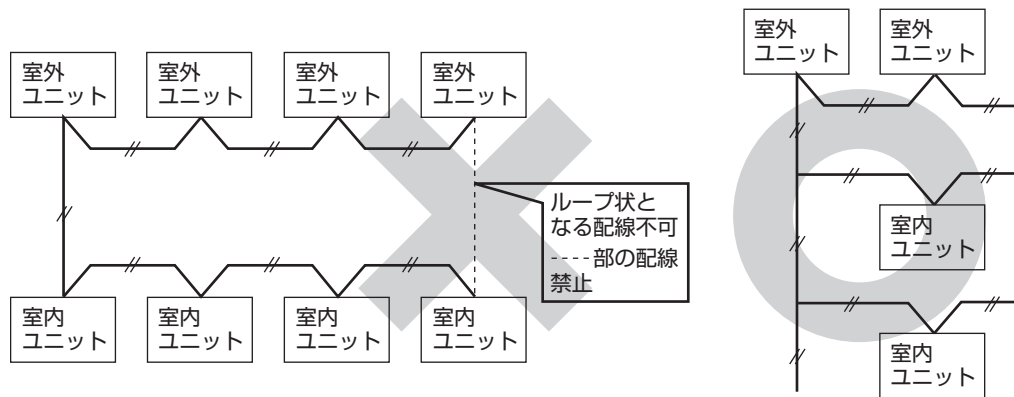 室外
ユニット
室外
ユニット
室外
ユニット
室外
ユニット
ループ状と
なる配線不可
----部の配線
禁止
室内
ユニット
室内
ユニット
室内
ユニット
室内
ユニット
室外
ユニット
室外
ユニット
室内
ユニット
室内
ユニット